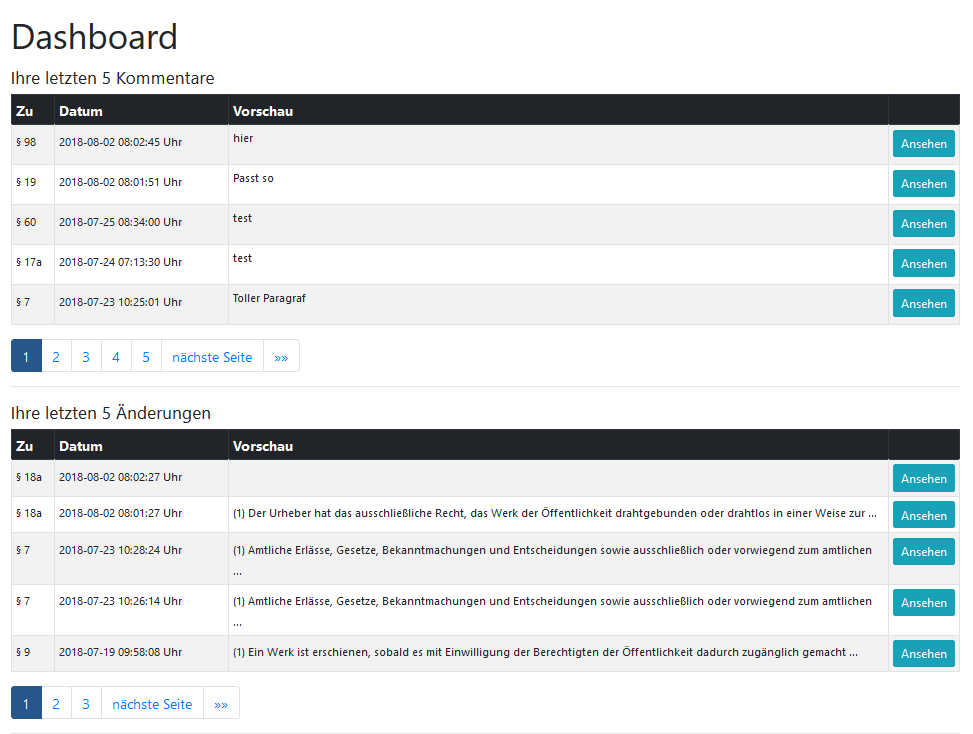 Dashboard
Ihre letzten 5 Kommentare
Zu Datum Vorschau
§ 98 2018-08-02 08:02:45 Uhr hier Ansehen
§ 19 2018-08-02 08:01:51 Uhr Passt so Ansehen
§ 60 2018-07-25 08:34:00 Uhr test Ansehen
§ 17a 2018-07-24 07:13:30 Uhr test Ansehen
§ 7 2018-07-23 10:25:01 Uhr Toller Paragraf Ansehen
1 2 3 4 5 nächste Seite »»
Ihre letzten 5 Änderungen
Zu Datum Vorschau
§ 18a 2018-08-02 08:02:27 Uhr Ansehen
§ 18a 2018-08-02 08:01:27 Uhr (1) Der Urheber hat das ausschließliche Recht, das Werk der Öffentlichkeit drahtgebunden oder drahtlos in einer Weise zur ... Ansehen
§ 7 2018-07-23 10:28:24 Uhr (1) Amtliche Erlässe, Gesetze, Bekanntmachungen und Entscheidungen sowie ausschließlich oder vorwiegend zum amtlichen Ansehen
...
§ 7 2018-07-23 10:26:14 Uhr (1) Amtliche Erlässe, Gesetze, Bekanntmachungen und Entscheidungen sowie ausschließlich oder vorwiegend zum amtlichen Ansehen
...
§ 9 2018-07-19 09:58:08 Uhr (1) Ein Werk ist erschienen, sobald es mit Einwilligung der Berechtigten der Öffentlichkeit dadurch zugänglich gemacht ... Ansehen
1 2 3 nächste Seite »»